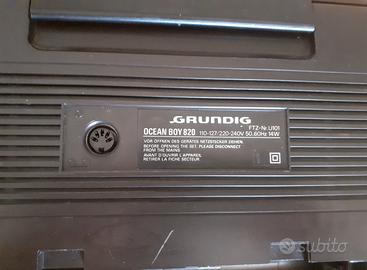 GRUNDIG
FTZ-Nr. U101
OCEAN BOY 820 110-127/220-240V 50.60Hz 14W
VOR ÖFFNEN DES GERÄTES NETZSTECKER ZIEHEN.
BEFORE OPENING THE SET, PLEASE DISCONNECT
FROM THE MAINS
AVANT D'OUVRIR L'APPAREIL
RETIRER LA FICHE SECTEUR
subito